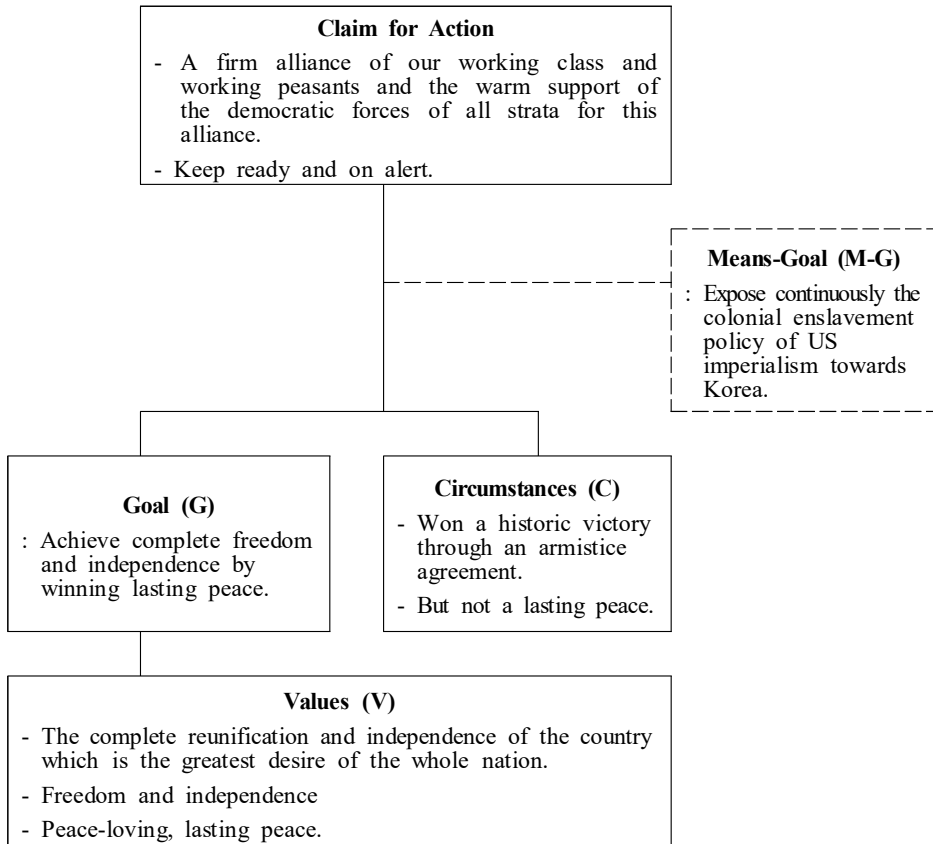 Claim for Action
- A firm alliance of our working class and
working peasants and the warm support of
the democratic forces of all strata for this
alliance.
- Keep ready and on alert.
Means-Goal (M-G)
: Expose continuously the
colonial enslavement
policy of US
imperialism towards
Korea.
Goal (G)
: Achieve complete freedom
and independence by
winning lasting peace.
Circumstances (C)
- Won a historic victory
through an armistice
agreement.
- But not a lasting peace.
Values (V)
- The complete reunification and independence of the country
which is the greatest desire of the whole nation.
- Freedom and independence
- Peace-loving, lasting peace.